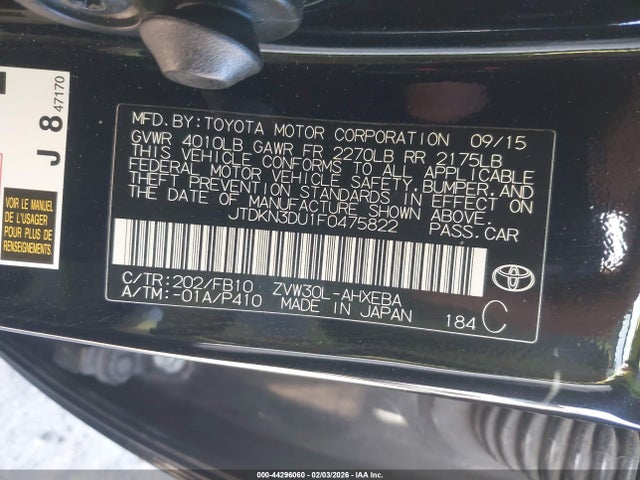 J 8 47170
VOIR LE MANUEL
DE L'USAGER
POUR PLUS DE
RENSEIGNEMENTS.
MFD.BY:TOYOTA MOTOR CORPORATION 09/15
GVWR 4010LB GAWR FR 2270LB RR 2175LB
THIS VEHICLE CONFORMS TO ALL APPLICABLE
FEDERAL MOTOR VEHICLE SAFETY, BUMPER, AND
THEFT PREVENTION STANDARDS IN EFFECT ON
THE DATE OF MANUFACTURE SHOWN ABOVE.
JTDKN3DU1F0475822 PASS.CAR
C/TR:202/FB10 ZVW30L-AHXEBA
A/TM:-01A/P410 MADE IN JAPAN 184 C
TOYOTA
000-44296060 - 02/03/2026 - IAA Inc.